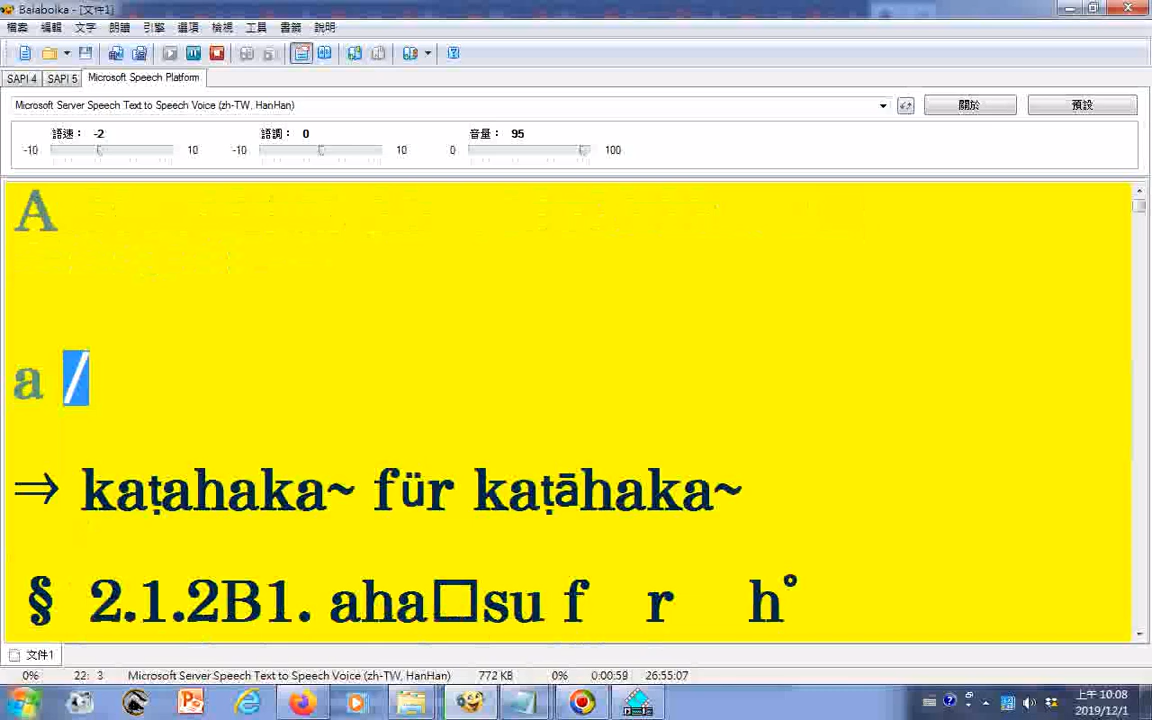 Balabolka - [文件1]
檔案 編輯 文字 朗讀 引擎 選項 檢視 工具 書籤 說明
SAPI 4 SAPI 5 Microsoft Speech Platform
Microsoft Server Speech Text to Speech Voice (zh-TW, HanHan) 關於 預設
語速： -2 語調： 0 音量： 95
-10 10 -10 10 0 100
A
a /
⇒ kaṭahaka~ für kaṭāhaka~
§ 2.1.2B1. aha□su f r h°
文件1
0% 22: 3 Microsoft Server Speech Text to Speech Voice (zh-TW, HanHan) 772 KB 0% 0:00:59 26:55:07
上午 10:08
2019/12/1